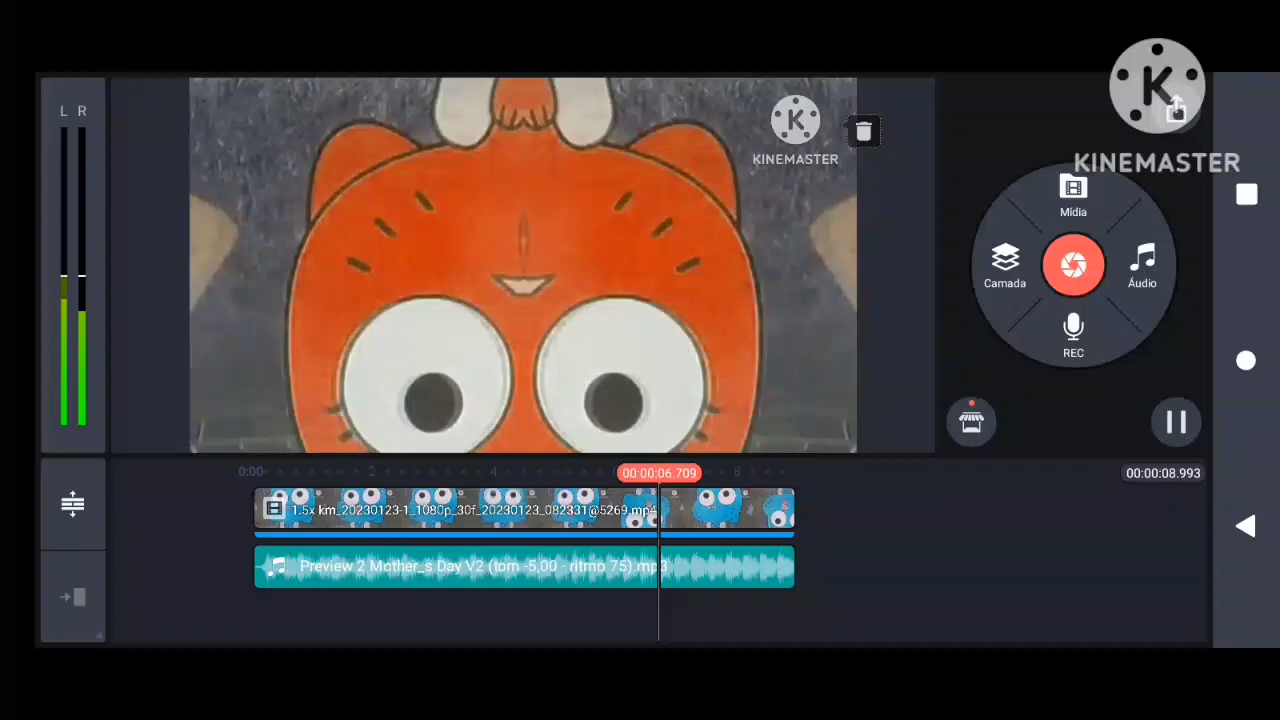 L R
K
KINEMASTER
K
KINEMASTER
Mídia
Camada
Áudio
REC
0:00
2
4
00:00:06.709
8
00:00:08.993
1.5x km_20230123-1_1080p_30f_20230123_082331@5269.mp4
Preview 2 Mother_s Day V2 (tom -5,00 - ritmo 75).mp3